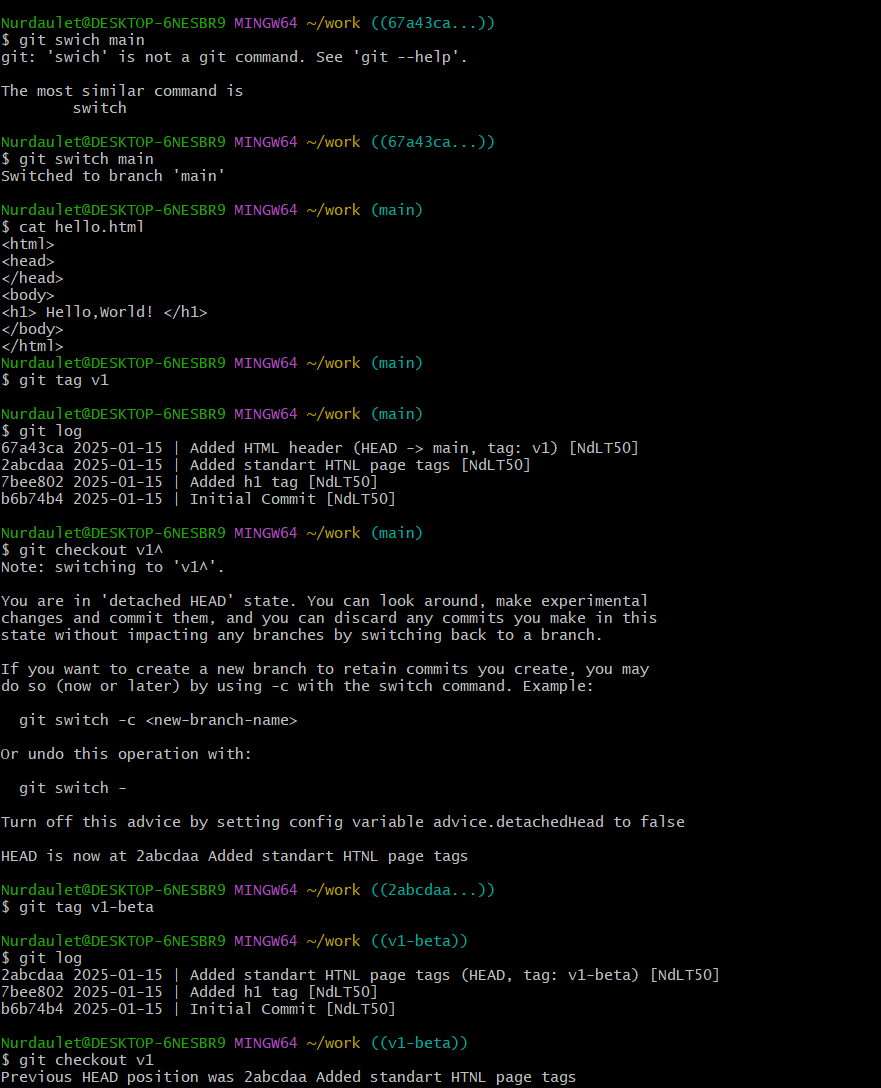 Nurdaulet@DESKTOP-6NESBR9 MINGW64 ~/work ((67a43ca...))
$ git swich main
git: 'swich' is not a git command. See 'git --help'.

The most similar command is
        switch

Nurdaulet@DESKTOP-6NESBR9 MINGW64 ~/work ((67a43ca...))
$ git switch main
Switched to branch 'main'

Nurdaulet@DESKTOP-6NESBR9 MINGW64 ~/work (main)
$ cat hello.html
<html>
<head>
</head>
<body>
<h1> Hello,World! </h1>
</body>
</html>
Nurdaulet@DESKTOP-6NESBR9 MINGW64 ~/work (main)
$ git tag v1

Nurdaulet@DESKTOP-6NESBR9 MINGW64 ~/work (main)
$ git log
67a43ca 2025-01-15 | Added HTML header (HEAD -> main, tag: v1) [NdLT50]
2abcdaa 2025-01-15 | Added standart HTNL page tags [NdLT50]
7bee802 2025-01-15 | Added h1 tag [NdLT50]
b6b74b4 2025-01-15 | Initial Commit [NdLT50]

Nurdaulet@DESKTOP-6NESBR9 MINGW64 ~/work (main)
$ git checkout v1^
Note: switching to 'v1^'.

You are in 'detached HEAD' state. You can look around, make experimental
changes and commit them, and you can discard any commits you make in this
state without impacting any branches by switching back to a branch.

If you want to create a new branch to retain commits you create, you may
do so (now or later) by using -c with the switch command. Example:

  git switch -c <new-branch-name>

Or undo this operation with:

  git switch -

Turn off this advice by setting config variable advice.detachedHead to false

HEAD is now at 2abcdaa Added standart HTNL page tags

Nurdaulet@DESKTOP-6NESBR9 MINGW64 ~/work ((2abcdaa...))
$ git tag v1-beta

Nurdaulet@DESKTOP-6NESBR9 MINGW64 ~/work ((v1-beta))
$ git log
2abcdaa 2025-01-15 | Added standart HTNL page tags (HEAD, tag: v1-beta) [NdLT50]
7bee802 2025-01-15 | Added h1 tag [NdLT50]
b6b74b4 2025-01-15 | Initial Commit [NdLT50]

Nurdaulet@DESKTOP-6NESBR9 MINGW64 ~/work ((v1-beta))
$ git checkout v1
Previous HEAD position was 2abcdaa Added standart HTNL page tags